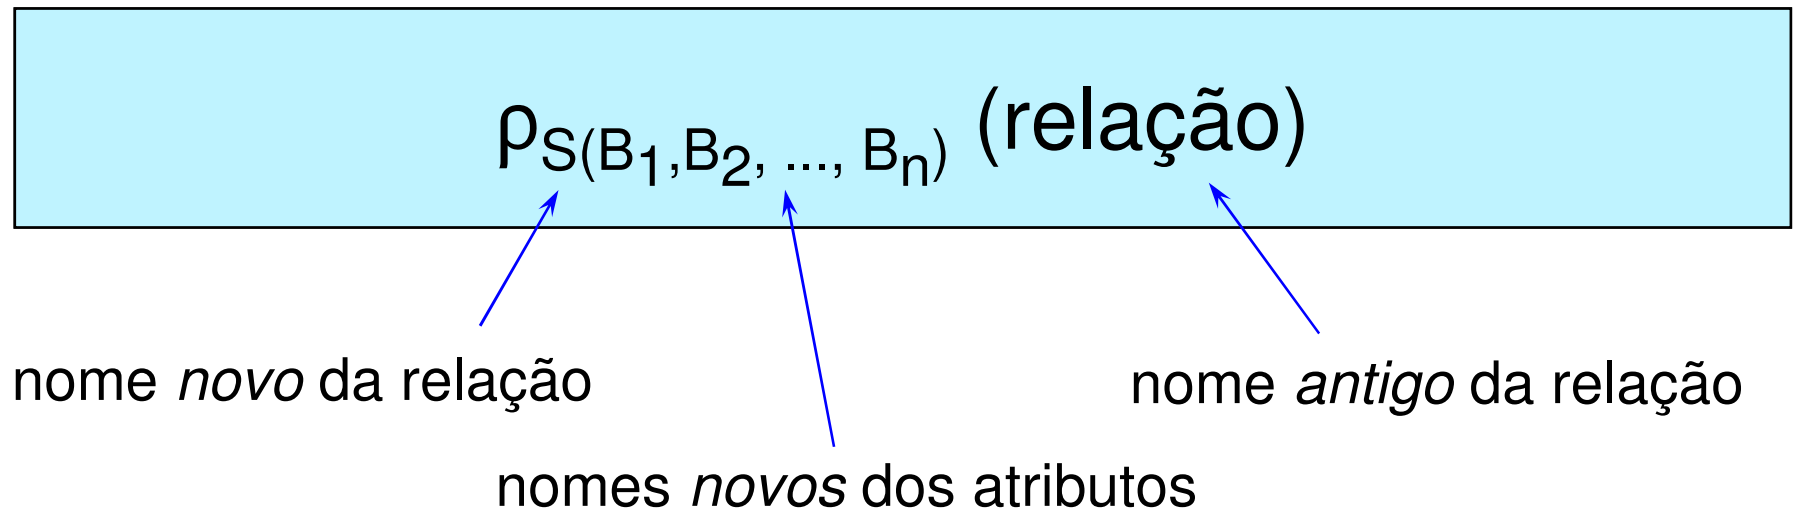 ρS(B1,B2, ..., Bn) (relação)
nome novo da relação
nome antigo da relação
nomes novos dos atributos